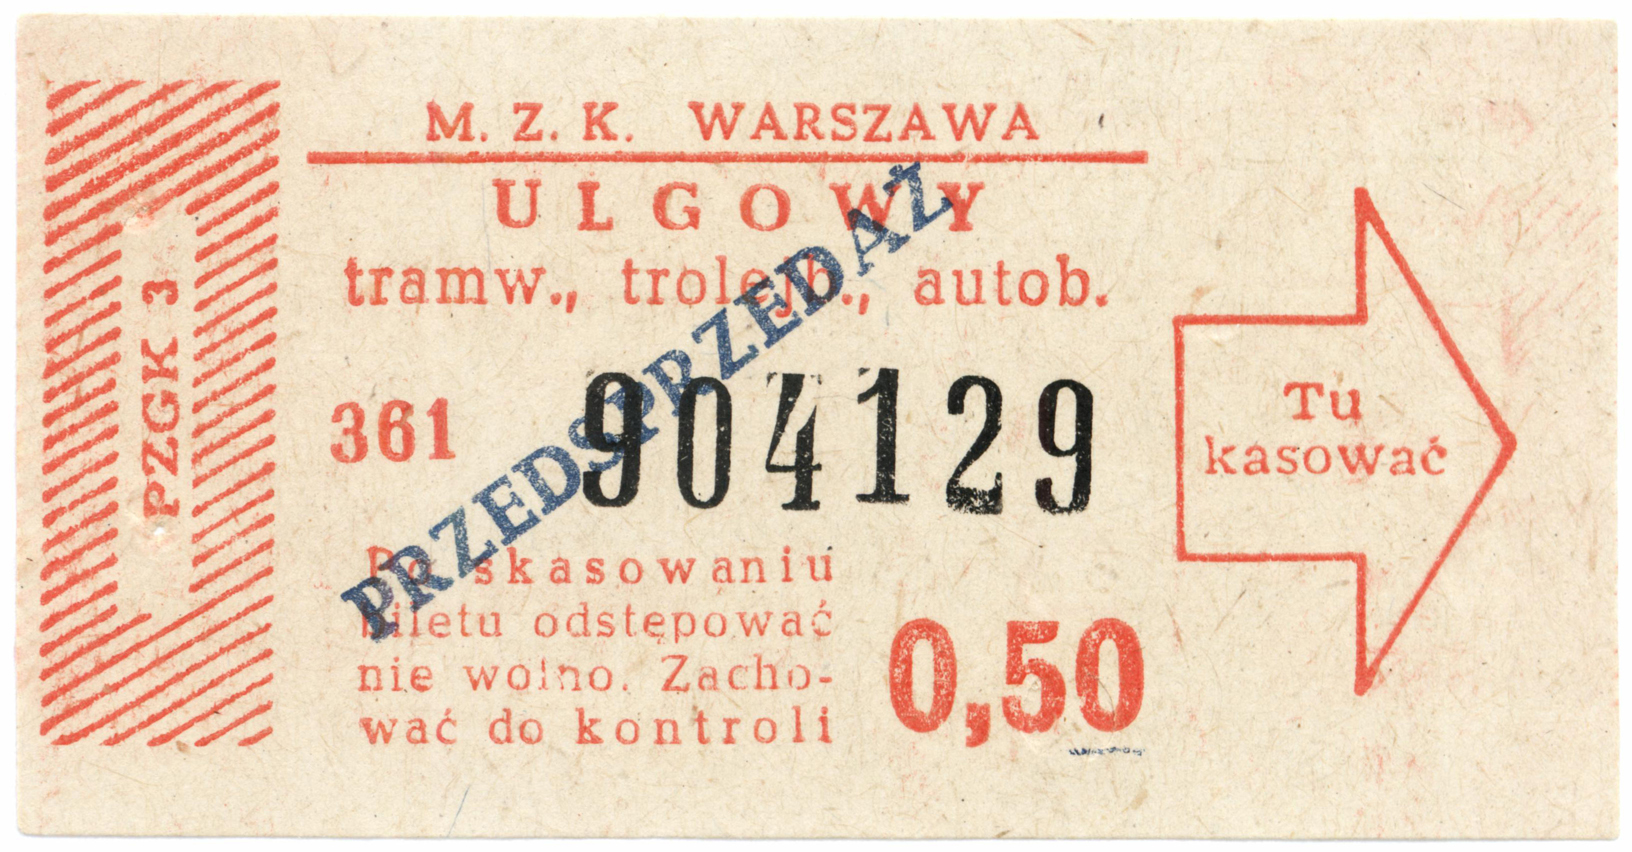 M. Z. K. WARSZAWA
ULGOWY
tramw., trolejb., autob.
PRZEDSPRZEDAŻ
361 904129
Po skasowaniu
biletu odstępować
nie wolno. Zacho-
wać do kontroli
0,50
PZGK 3
Tu
kasować